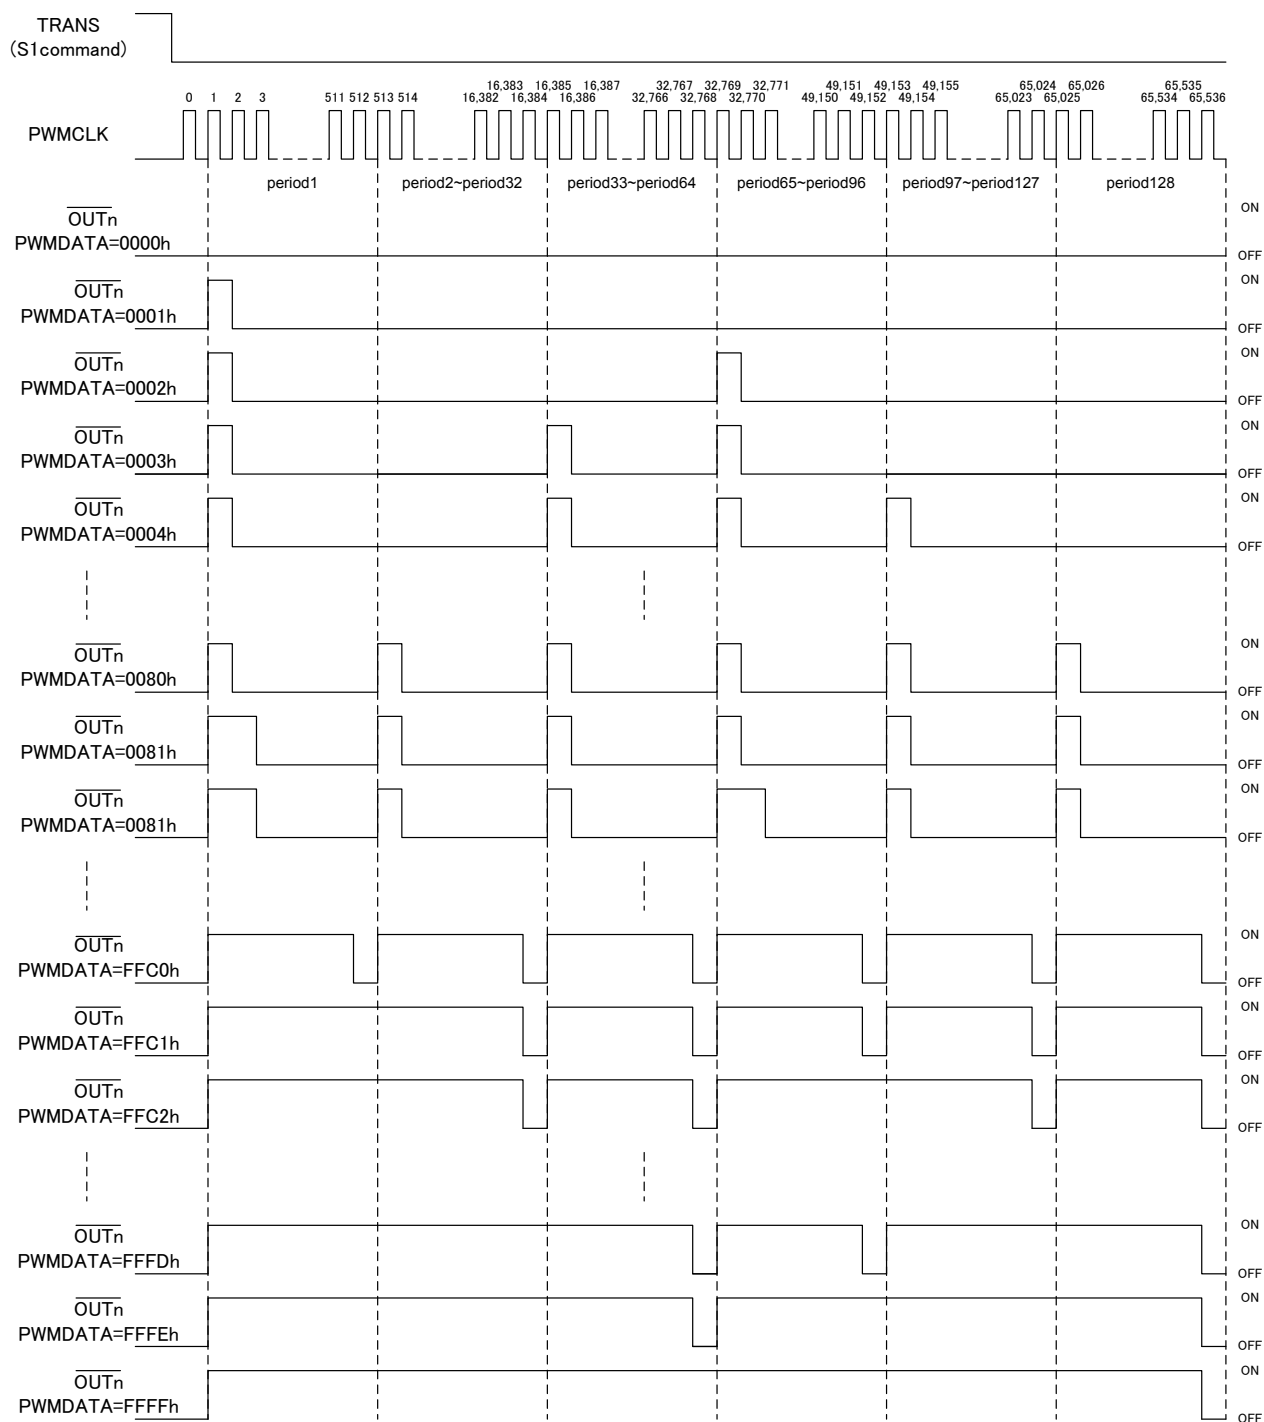 TRANS
(S1command)
16,383 16,385 16,387 32,767 32,769 32,771 49,151 49,153 49,155 65,024 65,026 65,535
0 1 2 3 511 512 513 514 16,382 16,384 16,386 32,766 32,768 32,770 49,150 49,152 49,154 65,023 65,025 65,534 65,536
PWMCLK
period1 period2~period32 period33~period64 period65~period96 period97~period127 period128
ON
OUTn
PWMDATA=0000h
OFF
ON
OUTn
PWMDATA=0001h
OFF
ON
OUTn
PWMDATA=0002h
OFF
ON
OUTn
PWMDATA=0003h
OFF
ON
OUTn
PWMDATA=0004h
OFF
ON
OUTn
PWMDATA=0080h
OFF
ON
OUTn
PWMDATA=0081h
OFF
ON
OUTn
PWMDATA=0081h
OFF
ON
OUTn
PWMDATA=FFC0h
OFF
ON
OUTn
PWMDATA=FFC1h
OFF
ON
OUTn
PWMDATA=FFC2h
OFF
ON
OUTn
PWMDATA=FFFDh
OFF
ON
OUTn
PWMDATA=FFFEh
OFF
ON
OUTn
PWMDATA=FFFFh
OFF